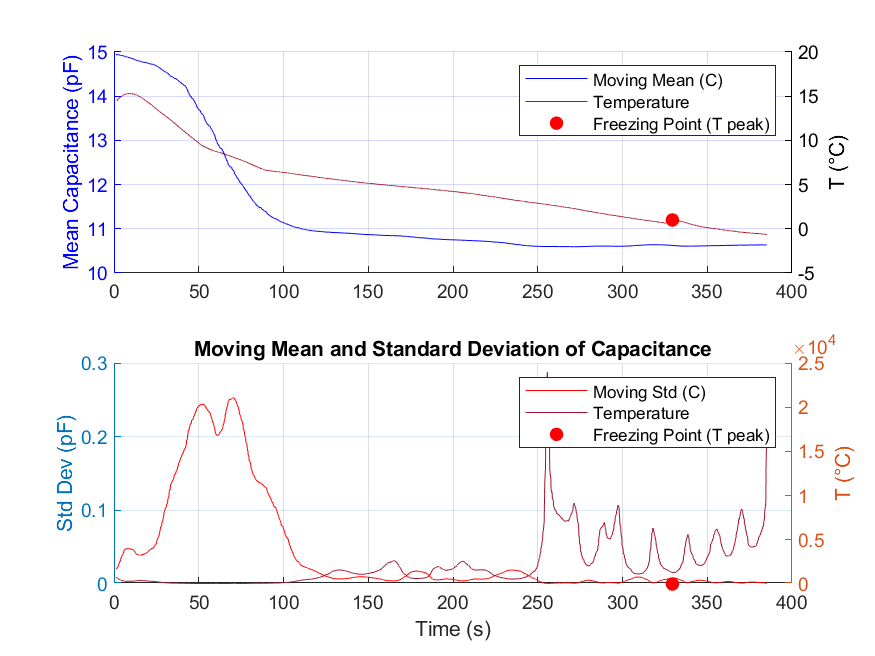 Mean Capacitance (pF)
15
14
13
12
11
10
20
15
10
5
0
-5
T (°C)
Moving Mean (C)
Temperature
Freezing Point (T peak)
0 50 100 150 200 250 300 350 400
Moving Mean and Standard Deviation of Capacitance
×10^4
Std Dev (pF)
0.3
0.2
0.1
0
2.5
2
1.5
1
0.5
0
T (°C)
Moving Std (C)
Temperature
Freezing Point (T peak)
0 50 100 150 200 250 300 350 400
Time (s)